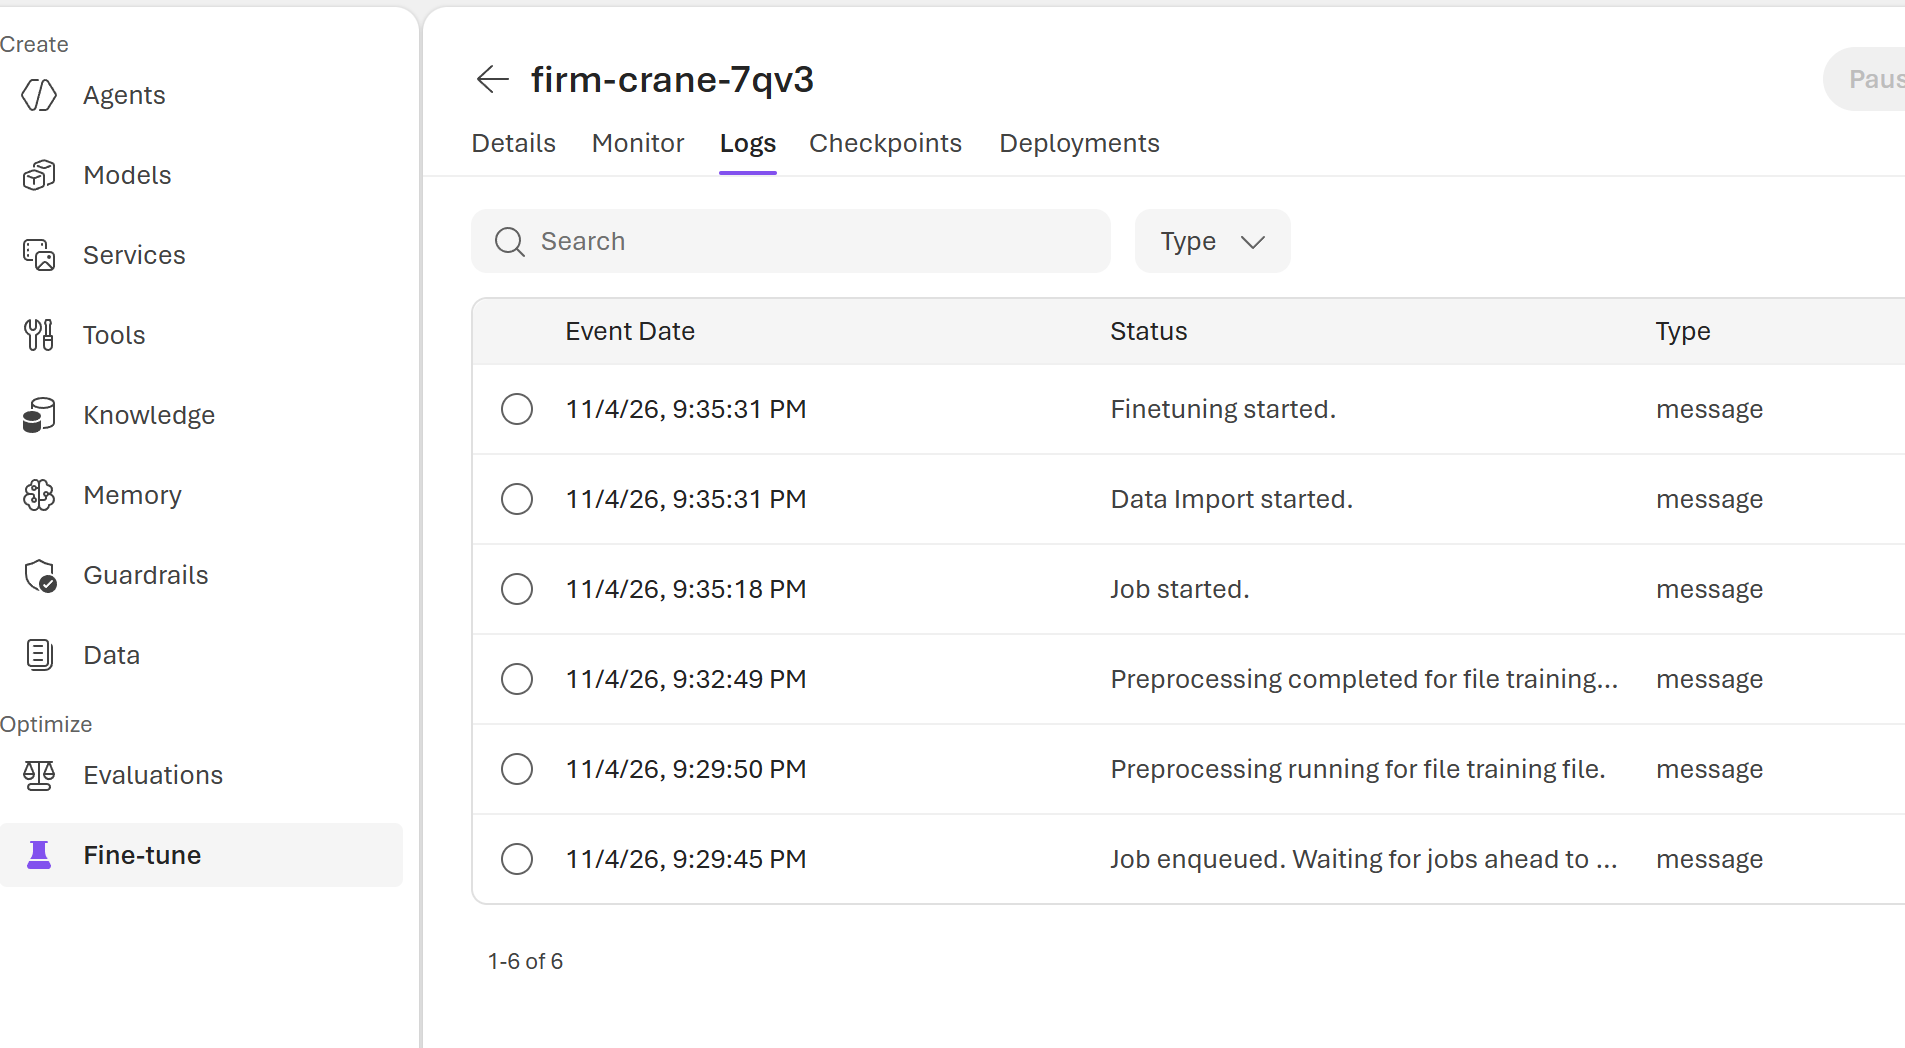 Create
Agents
Models
Services
Tools
Knowledge
Memory
Guardrails
Data
Optimize
Evaluations
Fine-tune
firm-crane-7qv3
Paus
Details Monitor Logs Checkpoints Deployments
Search Type
Event Date Status Type
11/4/26, 9:35:31 PM Finetuning started. message
11/4/26, 9:35:31 PM Data Import started. message
11/4/26, 9:35:18 PM Job started. message
11/4/26, 9:32:49 PM Preprocessing completed for file training... message
11/4/26, 9:29:50 PM Preprocessing running for file training file. message
11/4/26, 9:29:45 PM Job enqueued. Waiting for jobs ahead to ... message
1-6 of 6